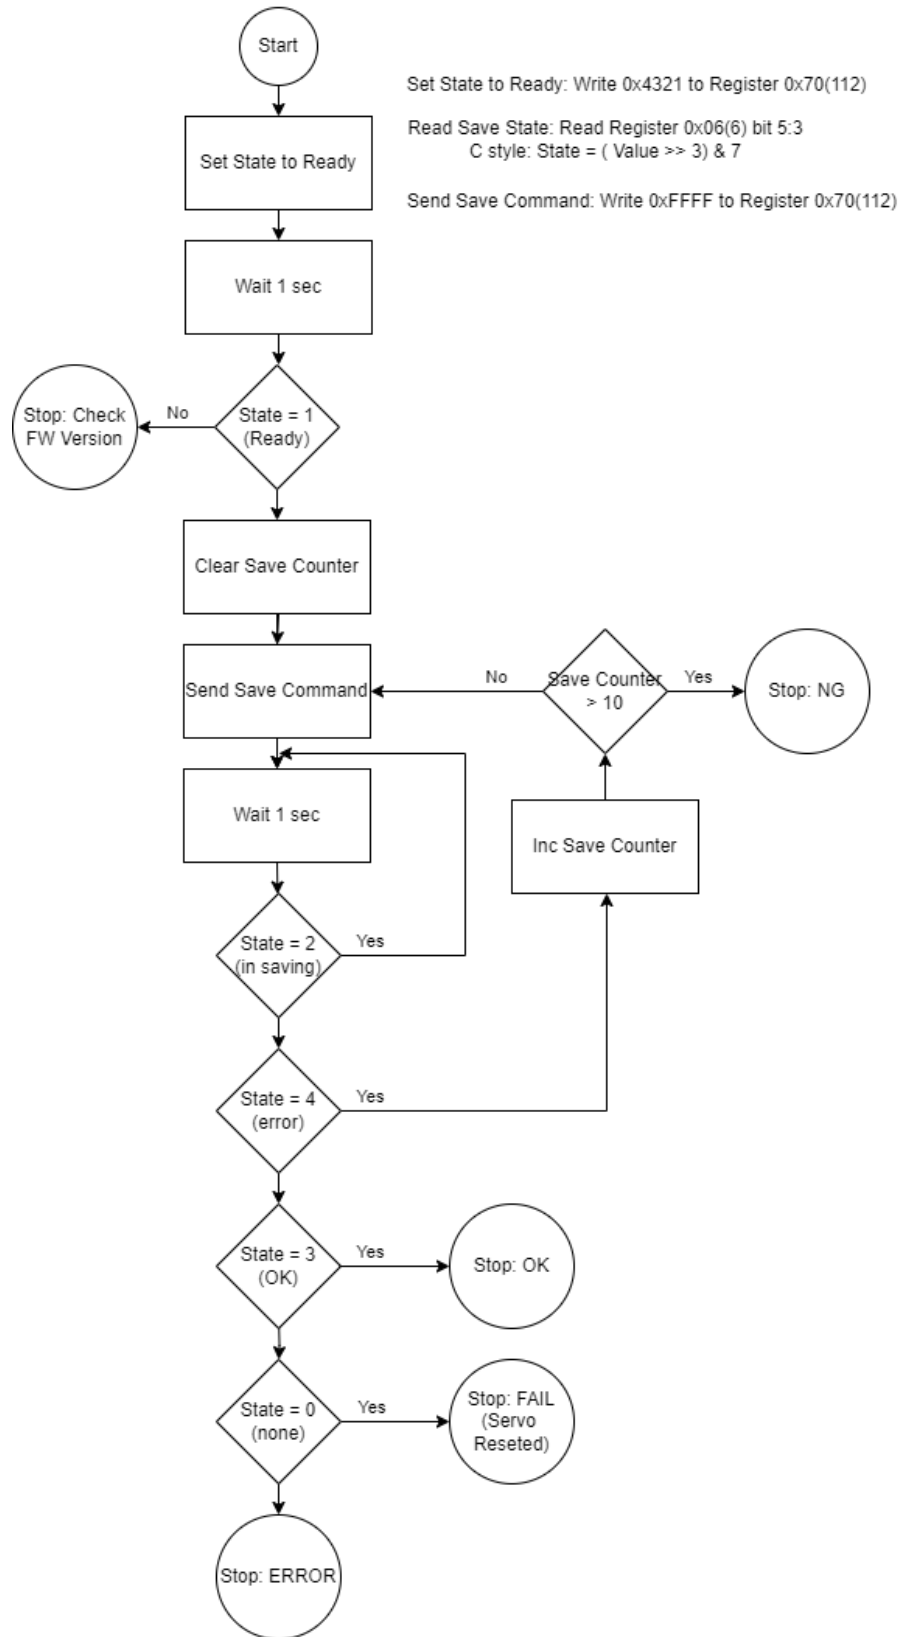 Start
Set State to Ready: Write 0x4321 to Register 0x70(112)
Read Save State: Read Register 0x06(6) bit 5:3
C style: State = ( Value >> 3) & 7
Set State to Ready
Send Save Command: Write 0xFFFF to Register 0x70(112)
Wait 1 sec
Stop: Check
FW Version
No
State = 1
(Ready)
Clear Save Counter
Send Save Command
No
Save Counter
> 10
Yes
Stop: NG
Wait 1 sec
Inc Save Counter
State = 2
(in saving)
Yes
State = 4
(error)
Yes
State = 3
(OK)
Yes
Stop: OK
State = 0
(none)
Yes
Stop: FAIL
(Servo
Reseted)
Stop: ERROR